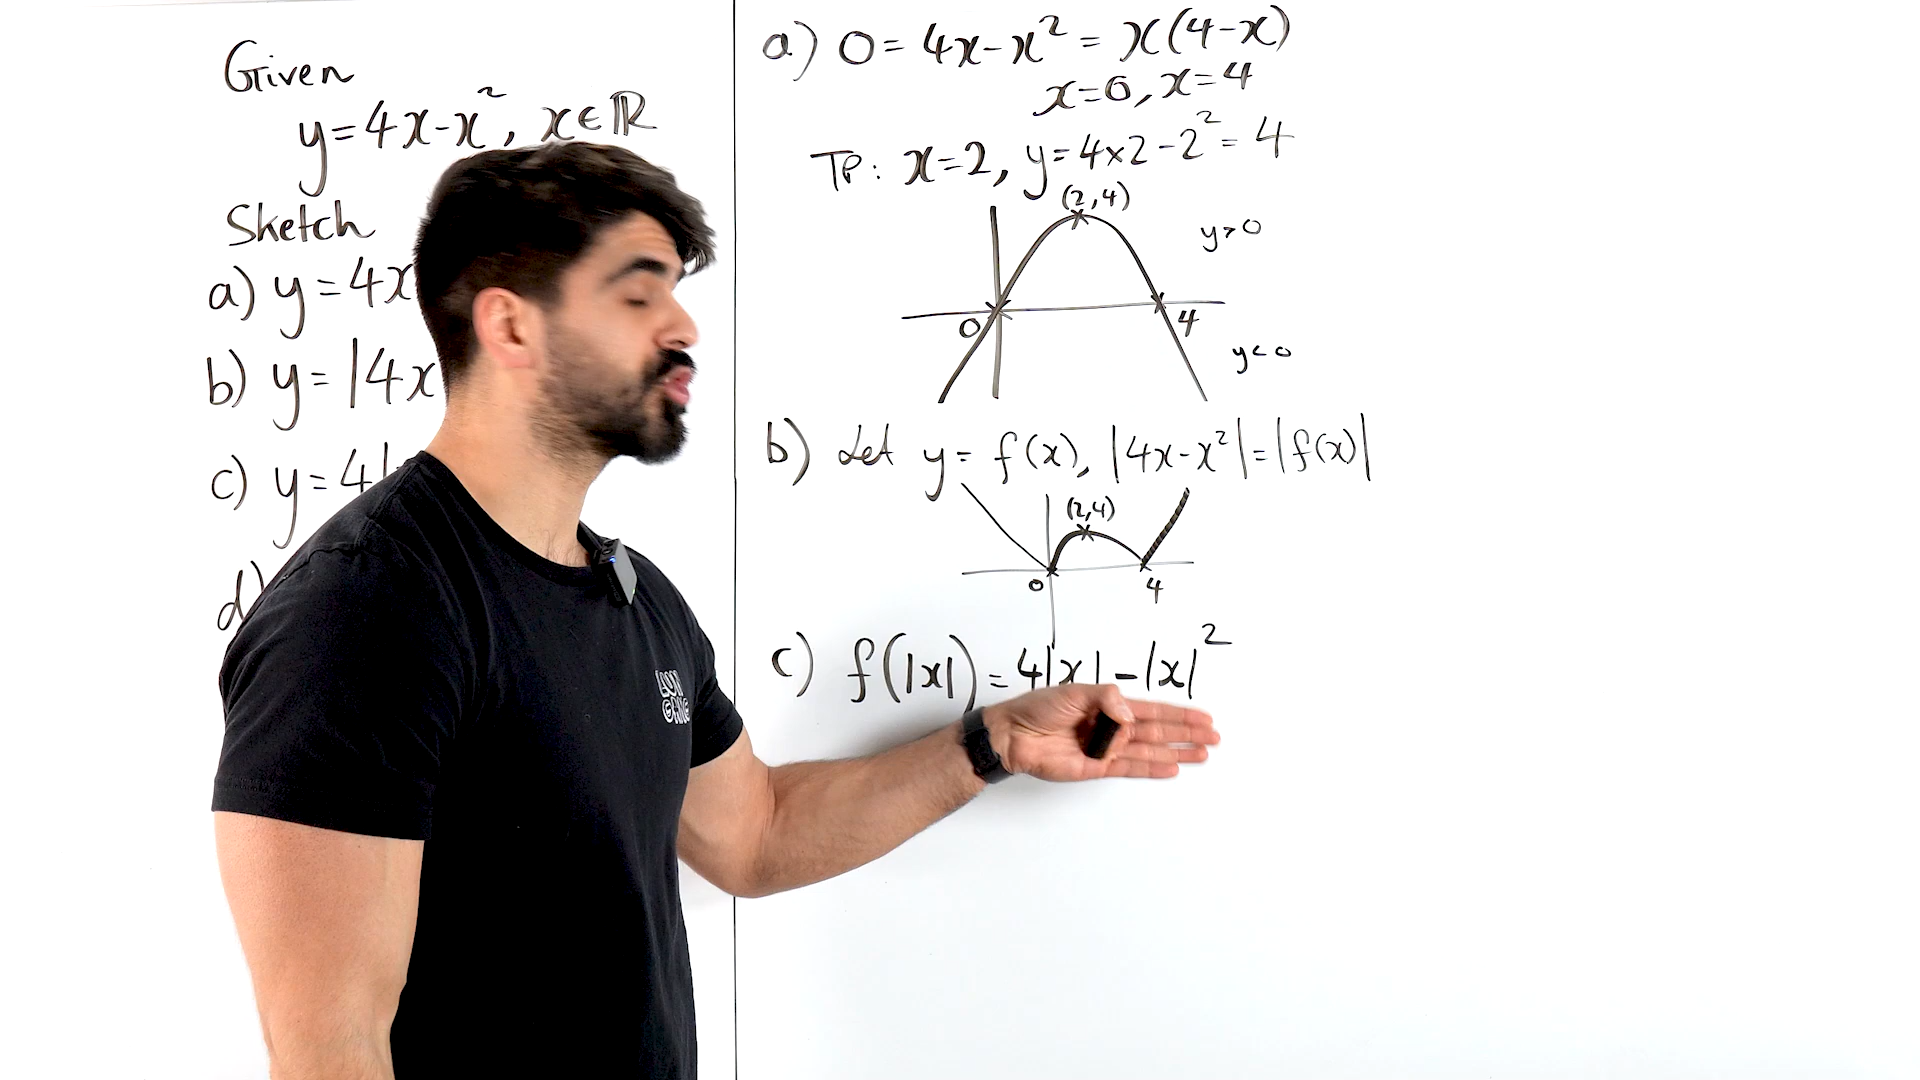 Given
y=4x-x², x∈ℝ
Sketch
a) y=4x
b) y=|4x
c) y=4|
d)
a) 0=4x-x²=x(4-x)
x=0, x=4
TP: x=2, y=4×2-2²=4
(2,4)
y>0
0
4
y<0
b) Let y=f(x), |4x-x²|=|f(x)|
(2,4)
0
4
c) f(|x|)=4|x|-|x|²